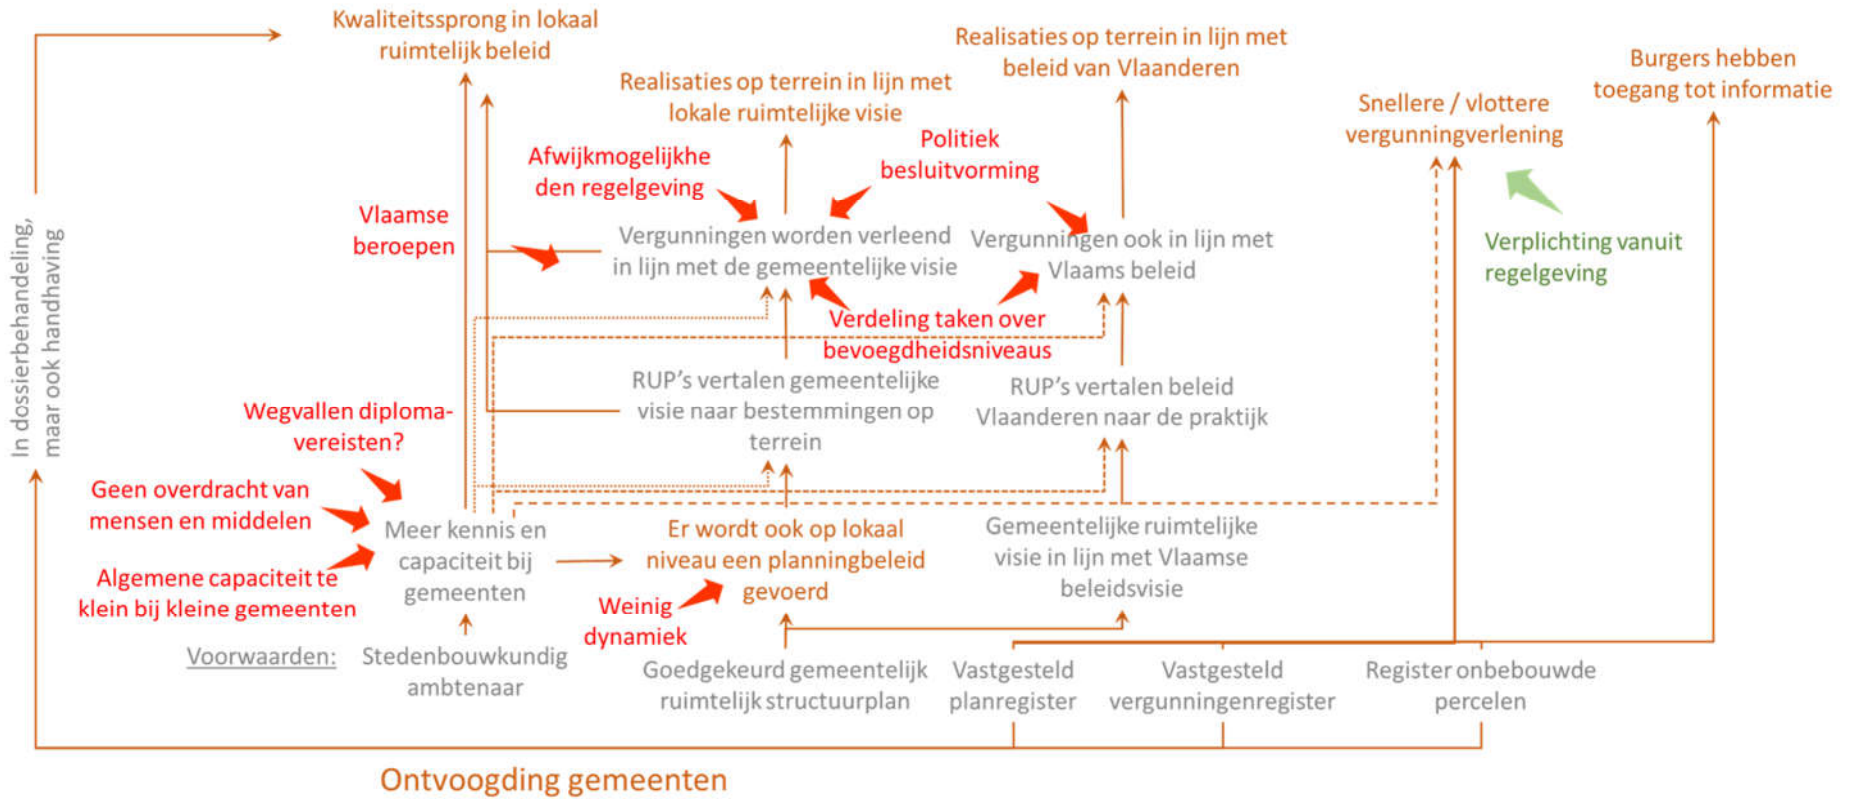 Kwaliteitssprong in lokaal
ruimtelijk beleid
Realisaties op terrein in lijn met
lokale ruimtelijke visie
Realisaties op terrein in lijn met
beleid van Vlaanderen
Snellere / vlottere
vergunningverlening
Burgers hebben
toegang tot informatie
Afwijkmogelijkhe
den regelgeving
Politiek
besluitvorming
Vlaamse
beroepen
Vergunningen worden verleend
in lijn met de gemeentelijke visie
Vergunningen ook in lijn met
Vlaams beleid
Verplichting vanuit
regelgeving
In dossierbehandeling,
maar ook handhaving
Verdeling taken over
bevoegdheidsniveaus
RUP's vertalen gemeentelijke
visie naar bestemmingen op
terrein
RUP's vertalen beleid
Vlaanderen naar de praktijk
Wegvallen diploma-
vereisten?
Geen overdracht van
mensen en middelen
Algemene capaciteit te
klein bij kleine gemeenten
Meer kennis en
capaciteit bij
gemeenten
Er wordt ook op lokaal
niveau een planningbeleid
gevoerd
Gemeentelijke ruimtelijke
visie in lijn met Vlaamse
beleidsvisie
Weinig
dynamiek
Voorwaarden:
Stedenbouwkundig
ambtenaar
Goedgekeurd gemeentelijk
ruimtelijk structuurplan
Vastgesteld
planregister
Vastgesteld
vergunningenregister
Register onbebouwde
percelen
Ontvoogding gemeenten